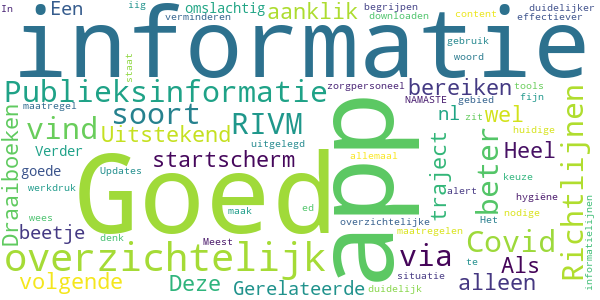 In Een iig omslachtig aanklik begrijpen content duidelijker
verminderen downloaden effectiever
informatie
gebruik
woord
staat
Publieksinformatie zorgpersoneel bereiken tools
maatregel soort NAMASTE gebied fijn
Draaiboeken vind Uitstekend RIVM app nl wel zit Richtlijnen
uitgelegd traject beter huidige
goede Verder Goed startscherm allemaal Heel
werkdruk Updates keuze
maak ed alert hygiëne
wees overzichtelijke Het nodige
beetje denk Meest via maatregelen Covid informatielijnen
overzichtelijk Als te
volgende Deze Gerelateerde situatie alleen
duidelijk